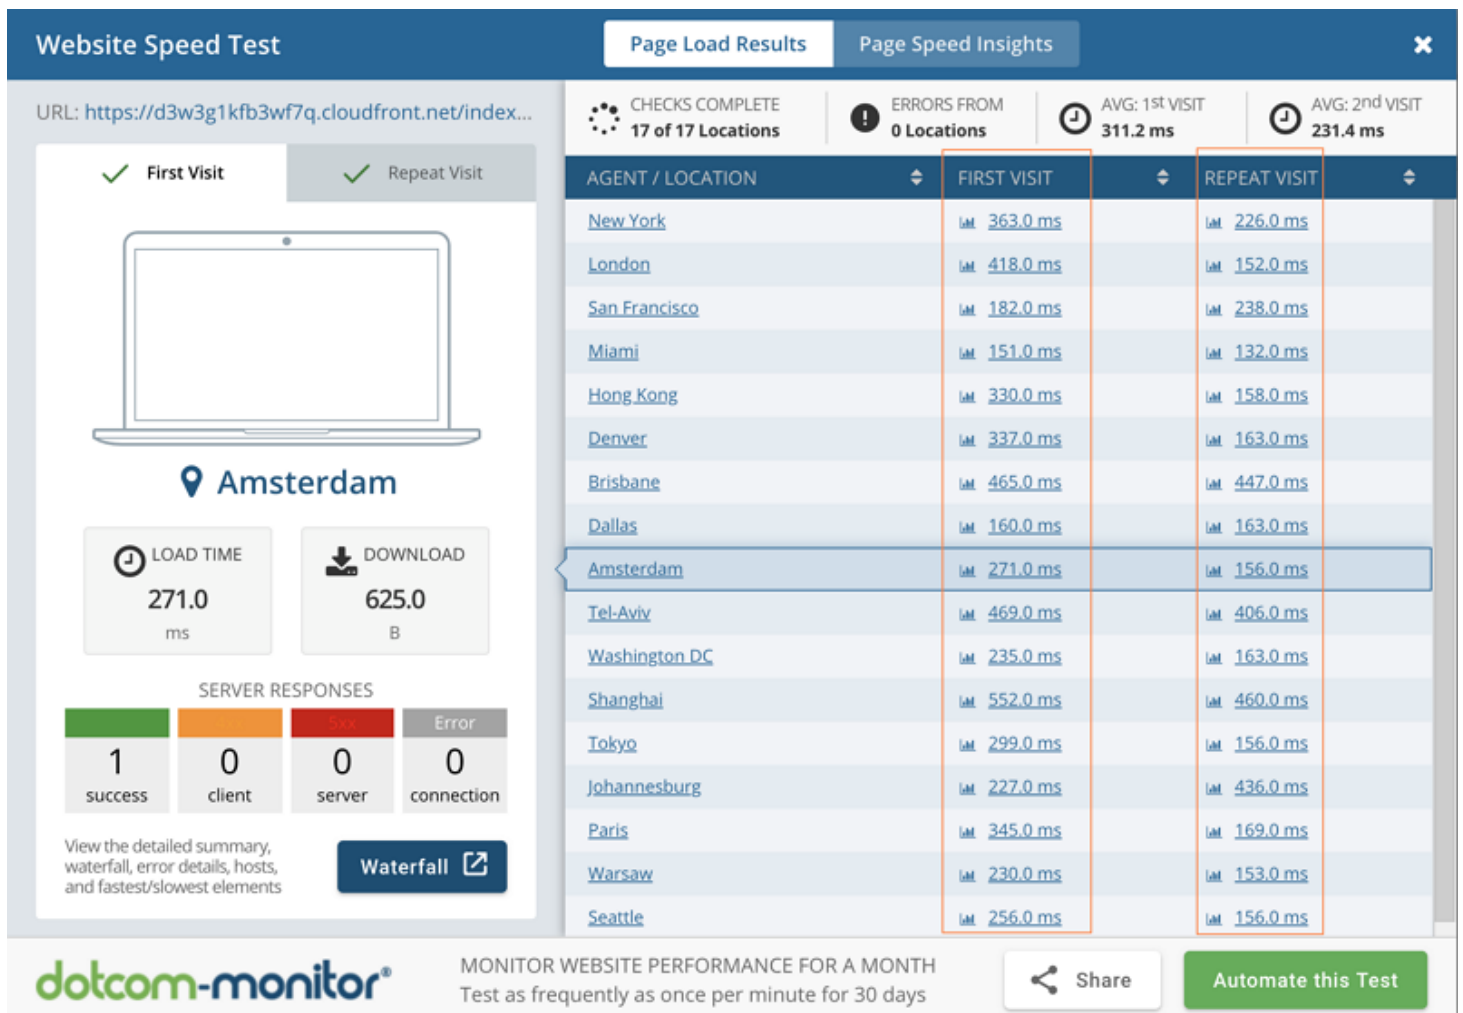 Website Speed Test
Page Load Results
Page Speed Insights
URL: https://d3w3g1kfb3wf7q.cloudfront.net/index...
First Visit
Repeat Visit
Amsterdam
LOAD TIME
271.0
ms
DOWNLOAD
625.0
B
SERVER RESPONSES
5xx
Error
1 0 0 0
success client server connection
View the detailed summary,
waterfall, error details, hosts,
and fastest/slowest elements
Waterfall
CHECKS COMPLETE
17 of 17 Locations
ERRORS FROM
0 Locations
AVG: 1st VISIT
311.2 ms
AVG: 2nd VISIT
231.4 ms
AGENT / LOCATION FIRST VISIT REPEAT VISIT
New York 363.0 ms 226.0 ms
London 418.0 ms 152.0 ms
San Francisco 182.0 ms 238.0 ms
Miami 151.0 ms 132.0 ms
Hong Kong 330.0 ms 158.0 ms
Denver 337.0 ms 163.0 ms
Brisbane 465.0 ms 447.0 ms
Dallas 160.0 ms 163.0 ms
Amsterdam 271.0 ms 156.0 ms
Tel-Aviv 469.0 ms 406.0 ms
Washington DC 235.0 ms 163.0 ms
Shanghai 552.0 ms 460.0 ms
Tokyo 299.0 ms 156.0 ms
Johannesburg 227.0 ms 436.0 ms
Paris 345.0 ms 169.0 ms
Warsaw 230.0 ms 153.0 ms
Seattle 256.0 ms 156.0 ms
dotcom-monitor®
MONITOR WEBSITE PERFORMANCE FOR A MONTH
Test as frequently as once per minute for 30 days
Share
Automate this Test